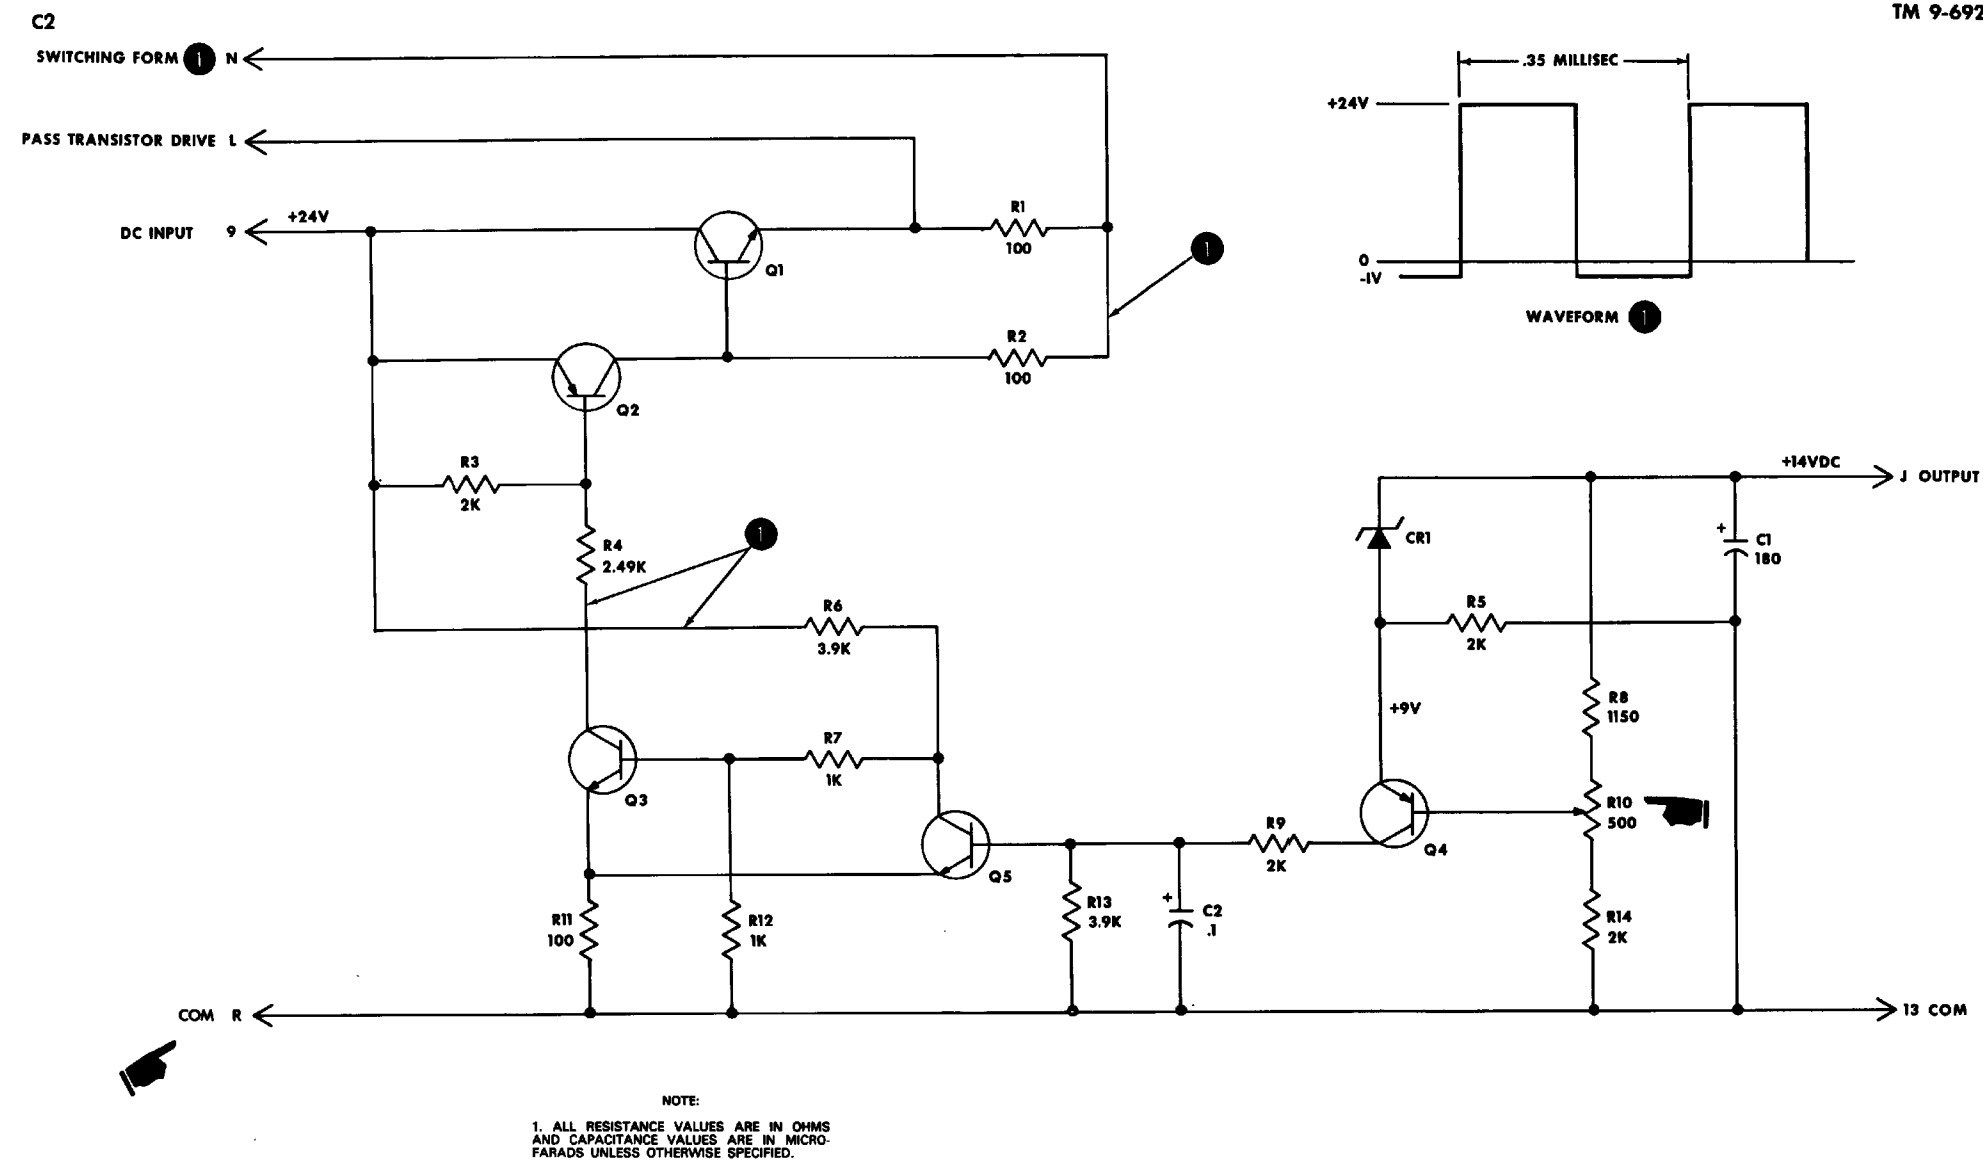 C2
TM 9-692
SWITCHING FORM 1 N
.35 MILLISEC
+24V
PASS TRANSISTOR DRIVE L
DC INPUT 9
+24V
R1
100
Q1
1
0
-1V
WAVEFORM 1
R2
100
Q2
R3
2K
+14VDC
J OUTPUT
1
R4
2.49K
CR1
+
C1
180
R6
3.9K
R5
2K
+9V
R8
1150
R7
1K
Q3
R10
500
R9
2K
Q4
Q5
R11
100
R12
1K
R13
3.9K
+
C2
.1
R14
2K
COM R
13 COM
NOTE:
1. ALL RESISTANCE VALUES ARE IN OHMS
AND CAPACITANCE VALUES ARE IN MICRO-
FARADS UNLESS OTHERWISE SPECIFIED.